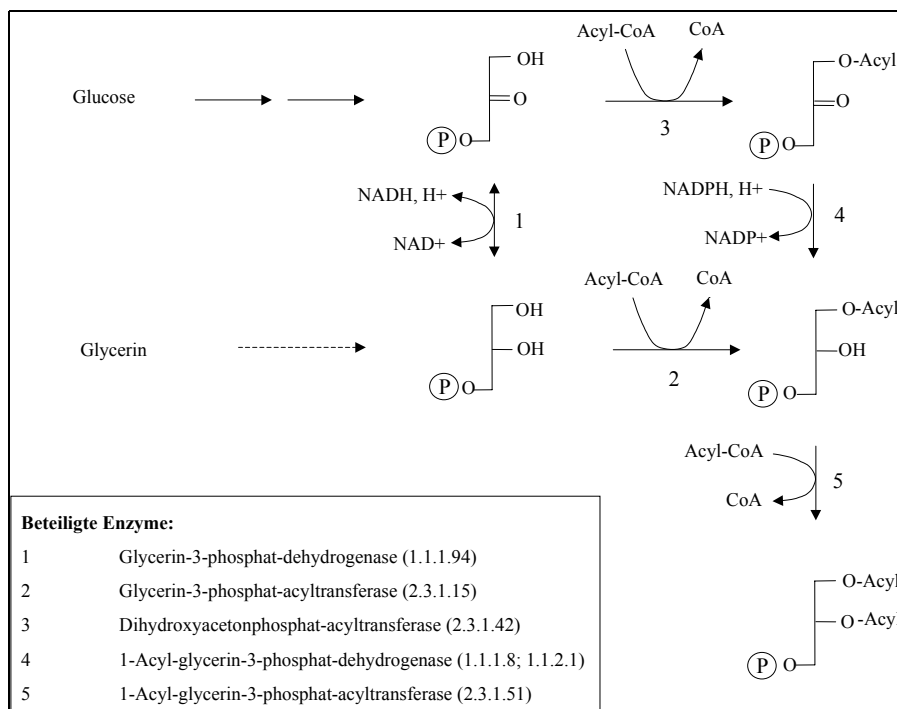 Acyl-CoA CoA
OH
O-Acyl
Glucose
O
O
3
P O
P O
NADH, H+
NADPH, H+
1
4
NAD+
NADP+
Acyl-CoA CoA
OH
O-Acyl
Glycerin
OH
OH
2
P O
P O
Acyl-CoA
5
CoA
Beteiligte Enzyme:
1 Glycerin-3-phosphat-dehydrogenase (1.1.1.94)
2 Glycerin-3-phosphat-acyltransferase (2.3.1.15)
3 Dihydroxyacetonphosphat-acyltransferase (2.3.1.42)
4 1-Acyl-glycerin-3-phosphat-dehydrogenase (1.1.1.8; 1.1.2.1)
5 1-Acyl-glycerin-3-phosphat-acyltransferase (2.3.1.51)
O-Acyl
O-Acyl
P O